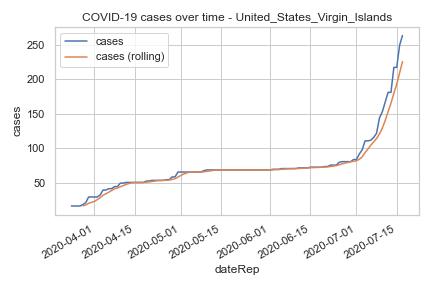 COVID-19 cases over time - United_States_Virgin_Islands
cases
cases (rolling)
250
200
150
100
50
cases
2020-04-01
2020-04-15
2020-05-01
2020-05-15
2020-06-01
2020-06-15
2020-07-01
2020-07-15
dateRep